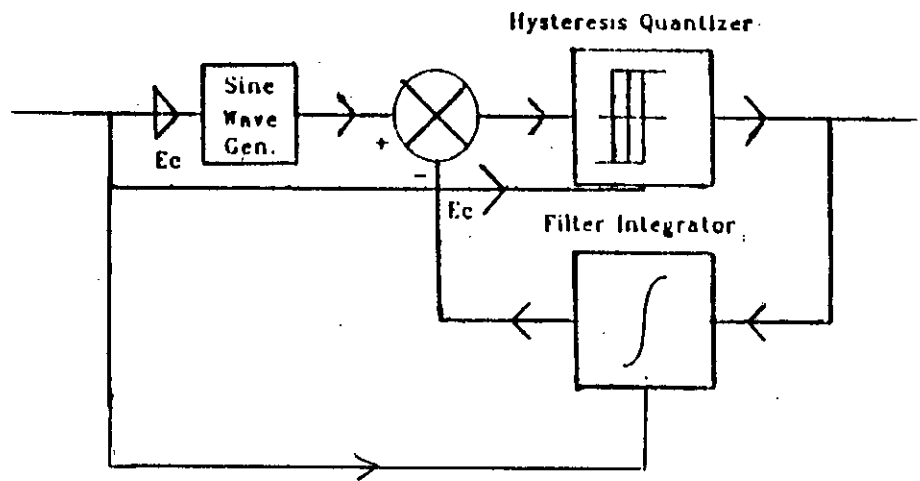 Hysteresis Quantizer
Sine
Wave
Gen.
+
Ec
-
Ec
Filter Integrator